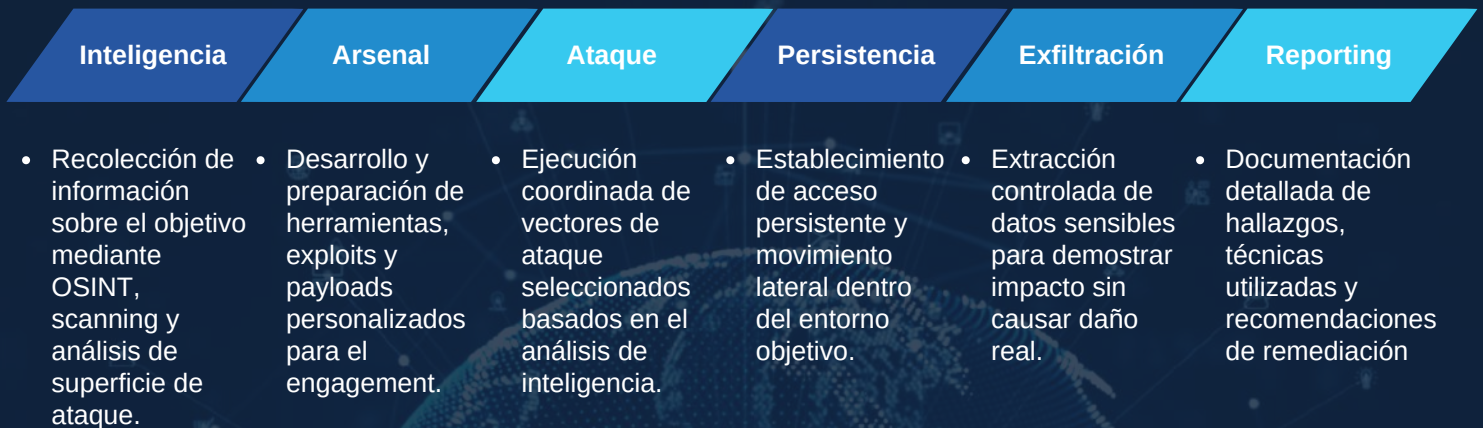 Inteligencia
Arsenal
Ataque
Persistencia
Exfiltración
Reporting
• Recolección de
información
sobre el objetivo
mediante
OSINT,
scanning y
análisis de
superficie de
ataque.
• Desarrollo y
preparación de
herramientas,
exploits y
payloads
personalizados
para el
engagement.
• Ejecución
coordinada de
vectores de
ataque
seleccionados
basados en el
análisis de
inteligencia.
• Establecimiento
de acceso
persistente y
movimiento
lateral dentro
del entorno
objetivo.
• Extracción
controlada de
datos sensibles
para demostrar
impacto sin
causar daño
real.
• Documentación
detallada de
hallazgos,
técnicas
utilizadas y
recomendaciones
de remediación